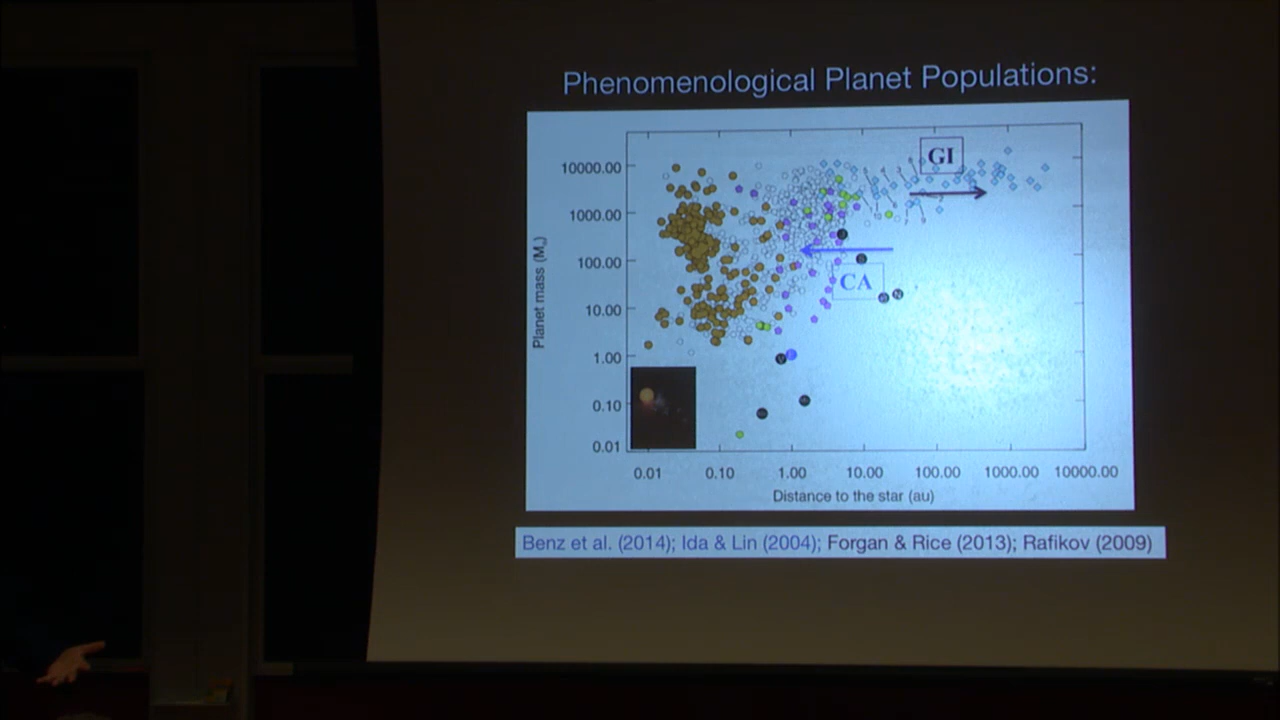 Phenomenological Planet Populations:
GI
CA
10000.00
1000.00
100.00
10.00
1.00
0.10
0.01
Planet mass (M
0.01 0.10 1.00 10.00 100.00 1000.00 10000.00
Distance to the star (au)
Benz et al. (2014); Ida & Lin (2004); Forgan & Rice (2013); Rafikov (2009)